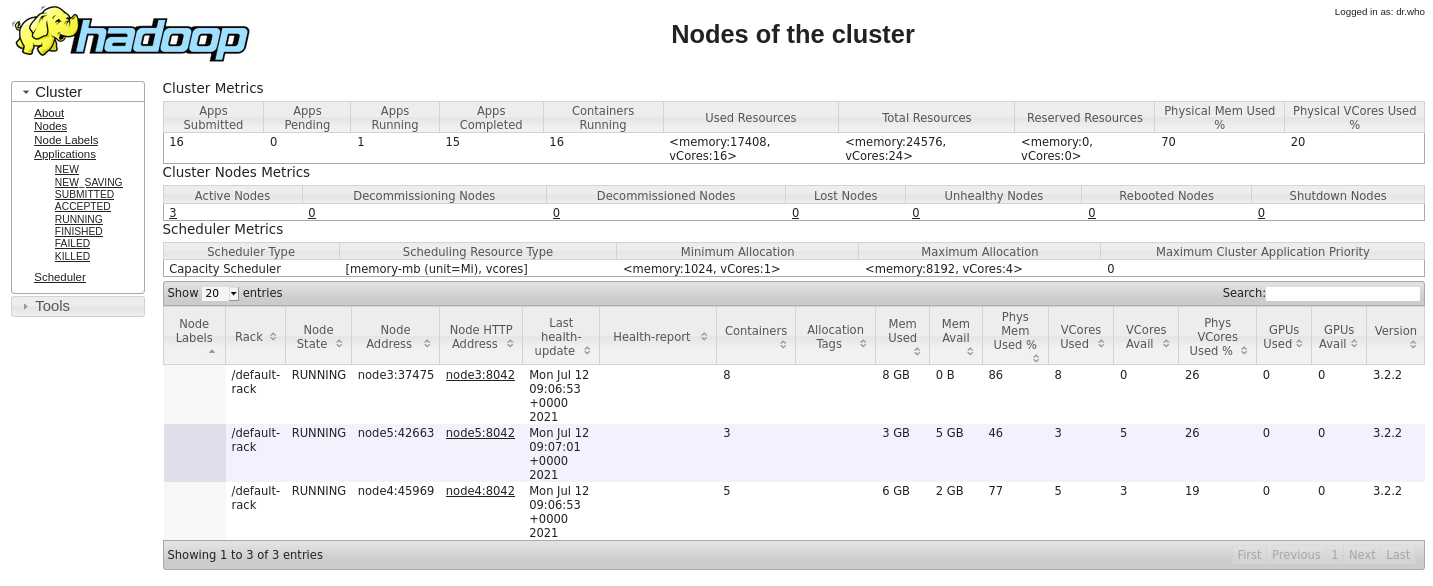 hadoop
Logged in as: dr.who
Nodes of the cluster
Cluster
About
Nodes
Node Labels
Applications
NEW
NEW_SAVING
SUBMITTED
ACCEPTED
RUNNING
FINISHED
FAILED
KILLED
Scheduler
Tools
Cluster Metrics
Apps Submitted Apps Pending Apps Running Apps Completed Containers Running Used Resources Total Resources Reserved Resources Physical Mem Used % Physical VCores Used %
16 0 1 15 16 <memory:17408, vCores:16> <memory:24576, vCores:24> <memory:0, vCores:0> 70 20
Cluster Nodes Metrics
Active Nodes Decommissioning Nodes Decommissioned Nodes Lost Nodes Unhealthy Nodes Rebooted Nodes Shutdown Nodes
3 0 0 0 0 0 0
Scheduler Metrics
Scheduler Type Scheduling Resource Type Minimum Allocation Maximum Allocation Maximum Cluster Application Priority
Capacity Scheduler [memory-mb (unit=Mi), vcores] <memory:1024, vCores:1> <memory:8192, vCores:4> 0
Show 20 entries Search:
Node Labels Rack Node State Node Address Node HTTP Address Last health-update Health-report Containers Allocation Tags Mem Used Mem Avail Phys Mem Used % VCores Used VCores Avail Phys VCores Used % GPUs Used GPUs Avail Version
/default-rack RUNNING node3:37475 node3:8042 Mon Jul 12 09:06:53 +0000 2021 8 8 GB 0 B 86 8 0 26 0 0 3.2.2
/default-rack RUNNING node5:42663 node5:8042 Mon Jul 12 09:07:01 +0000 2021 3 3 GB 5 GB 46 3 5 26 0 0 3.2.2
/default-rack RUNNING node4:45969 node4:8042 Mon Jul 12 09:06:53 +0000 2021 5 6 GB 2 GB 77 5 3 19 0 0 3.2.2
Showing 1 to 3 of 3 entries First Previous 1 Next Last